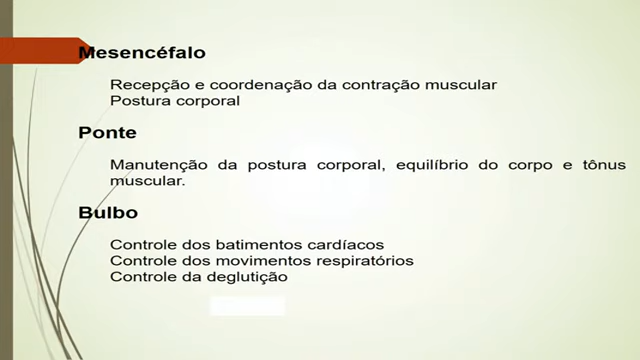 Mesencéfalo
Recepção e coordenação da contração muscular
Postura corporal
Ponte
Manutenção da postura corporal, equilíbrio do corpo e tônus
muscular.
Bulbo
Controle dos batimentos cardíacos
Controle dos movimentos respiratórios
Controle da deglutição